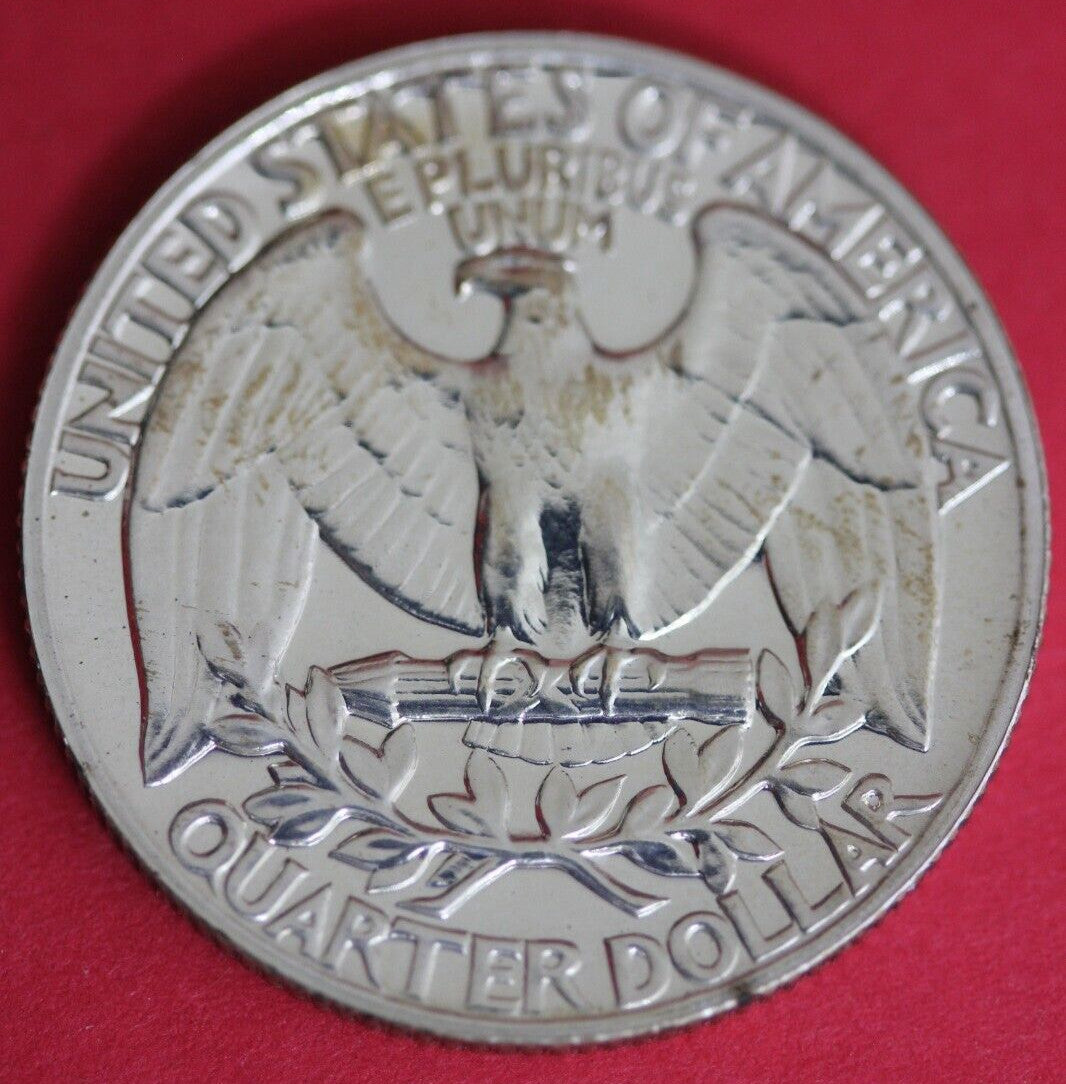 UNITED STATES OF AMERICA
E PLURIBUS
UNUM
QUARTER DOLLAR